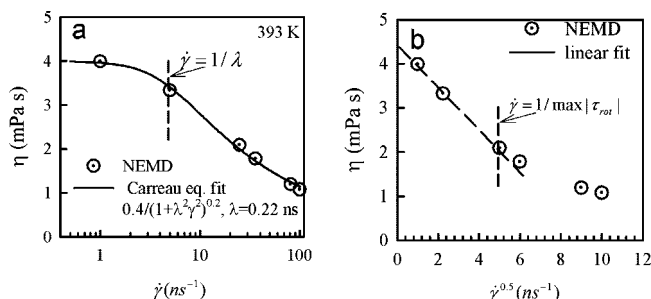 a
393 K
γ̇ = 1/ λ
NEMD
Carreau eq. fit
0.4/(1+λ²γ²)^0.2, λ=0.22 ns
η (mPa s)
5
4
3
2
1
0
1
10
100
γ̇(ns⁻¹)
b
NEMD
linear fit
γ̇ = 1/ max|τ_rot|
η (mPa s)
5
4
3
2
1
0
0
2
4
6
8
10
12
γ̇^0.5(ns⁻¹)